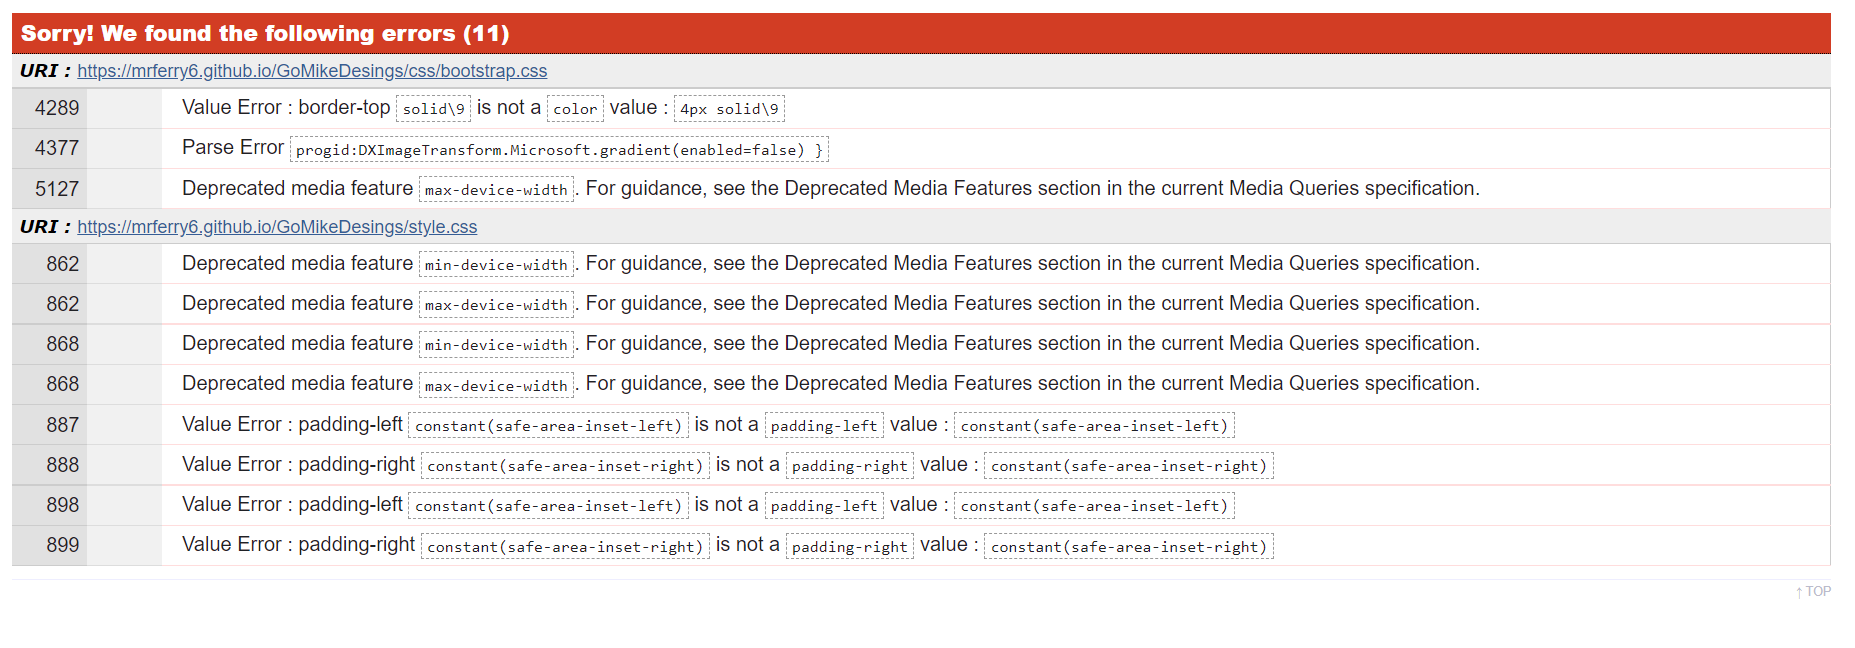 Sorry! We found the following errors (11)
URI : https://mrferry6.github.io/GoMikeDesings/css/bootstrap.css
4289 Value Error : border-top solid\9 is not a color value : 4px solid\9
4377 Parse Error progid:DXImageTransform.Microsoft.gradient(enabled=false) }
5127 Deprecated media feature max-device-width. For guidance, see the Deprecated Media Features section in the current Media Queries specification.
URI : https://mrferry6.github.io/GoMikeDesings/style.css
862 Deprecated media feature min-device-width. For guidance, see the Deprecated Media Features section in the current Media Queries specification.
862 Deprecated media feature max-device-width. For guidance, see the Deprecated Media Features section in the current Media Queries specification.
868 Deprecated media feature min-device-width. For guidance, see the Deprecated Media Features section in the current Media Queries specification.
868 Deprecated media feature max-device-width. For guidance, see the Deprecated Media Features section in the current Media Queries specification.
887 Value Error : padding-left constant(safe-area-inset-left) is not a padding-left value : constant(safe-area-inset-left)
888 Value Error : padding-right constant(safe-area-inset-right) is not a padding-right value : constant(safe-area-inset-right)
898 Value Error : padding-left constant(safe-area-inset-left) is not a padding-left value : constant(safe-area-inset-left)
899 Value Error : padding-right constant(safe-area-inset-right) is not a padding-right value : constant(safe-area-inset-right)
↑ TOP